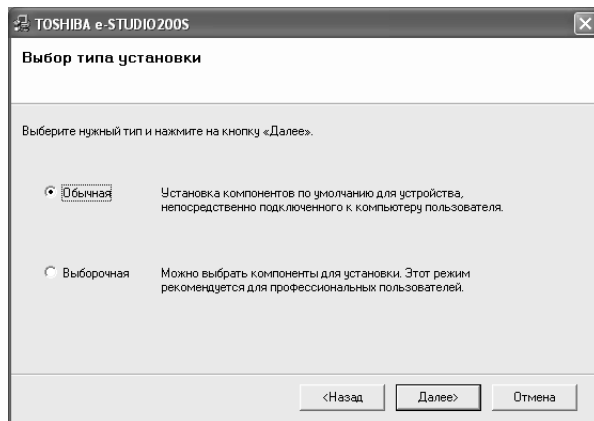 TOSHIBA e-STUDIO200S
Выбор типа установки
Выберите нужный тип и нажмите на кнопку «Далее».
Обычная
Установка компонентов по умолчанию для устройства,
непосредственно подключенного к компьютеру пользователя.
Выборочная
Можно выбрать компоненты для установки. Этот режим
рекомендуется для профессиональных пользователей.
<Назад
Далее>
Отмена